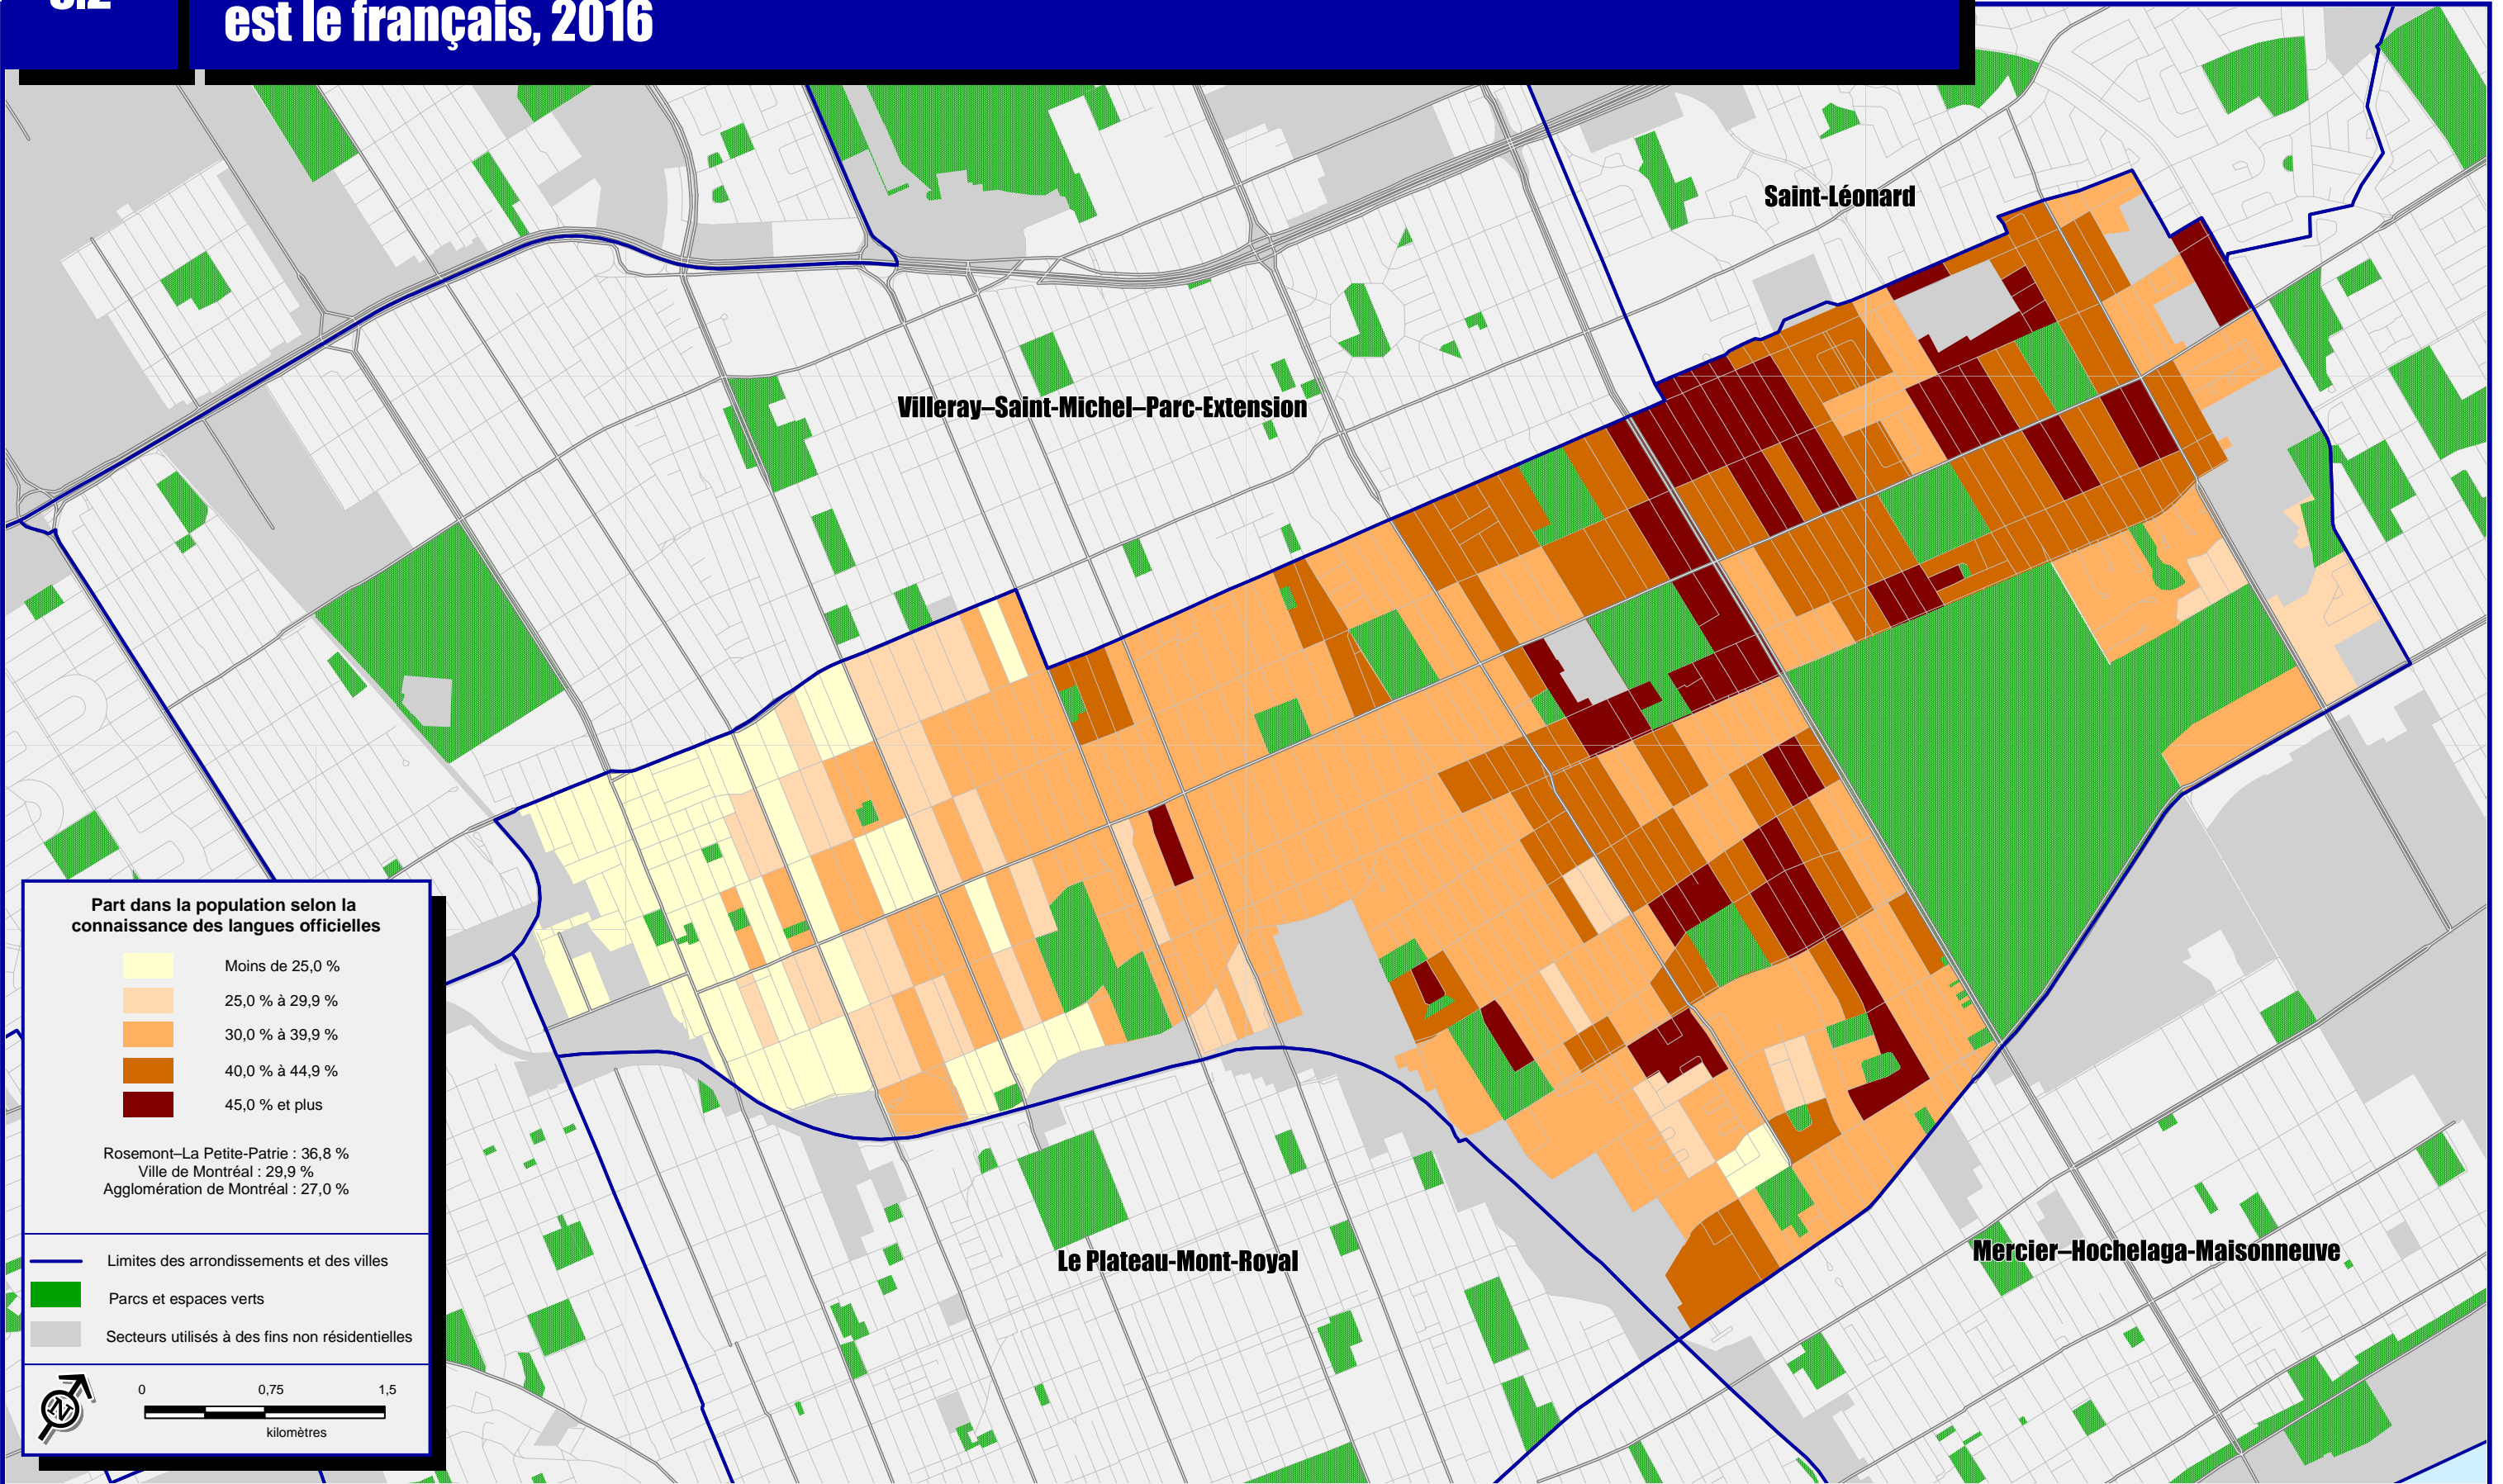 est le français, 2016
Saint-Léonard
Villeray–Saint-Michel–Parc-Extension
Part dans la population selon la
connaissance des langues officielles
Moins de 25,0 %
25,0 % à 29,9 %
30,0 % à 39,9 %
40,0 % à 44,9 %
45,0 % et plus
Rosemont–La Petite-Patrie : 36,8 %
Ville de Montréal : 29,9 %
Agglomération de Montréal : 27,0 %
Limites des arrondissements et des villes
Parcs et espaces verts
Secteurs utilisés à des fins non résidentielles
N
0 0,75 1,5
kilomètres
Le Plateau-Mont-Royal
Mercier–Hochelaga-Maisonneuve